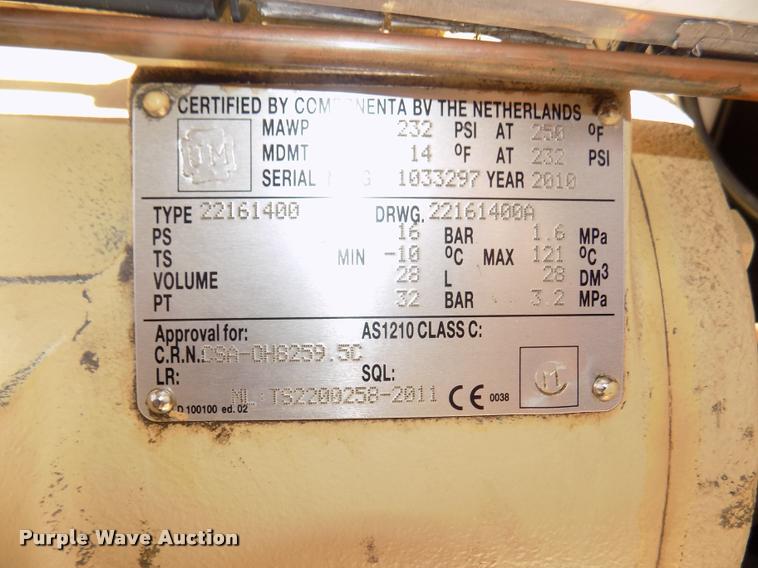 CERTIFIED BY COMPONENTA BV THE NETHERLANDS
UM
MAWP 232 PSI AT 250 °F
MDMT 14 °F AT 232 PSI
SERIAL 1033297 YEAR 2010
TYPE 22161400 DRWG. 22161400A
PS 16 BAR 1.6 MPa
TS MIN -10 °C MAX 121 °C
VOLUME 28 L 28 DM³
PT 32 BAR 3.2 MPa
Approval for: AS1210 CLASS C:
C.R.N.: CSA-OH8259.5C
LR: SQL:
ML: TS2200258-2011 CE 0038
D 100100 ed. 02
M
Purple Wave Auction